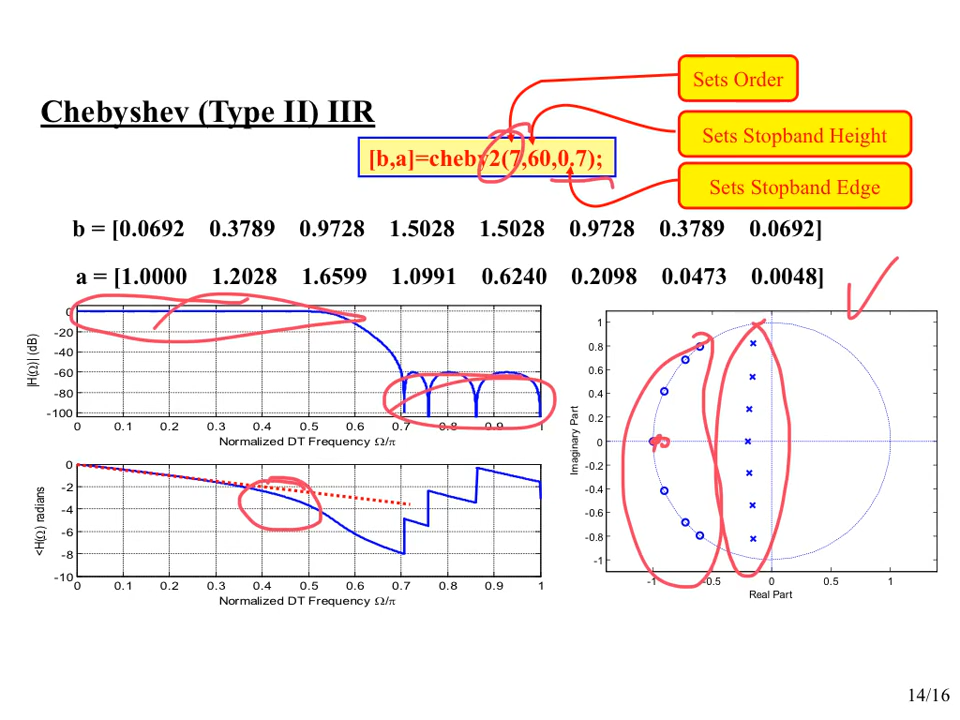 Sets Order
Chebyshev (Type II) IIR
Sets Stopband Height
[b,a]=cheby2(7,60,0.7);
Sets Stopband Edge
b = [0.0692 0.3789 0.9728 1.5028 1.5028 0.9728 0.3789 0.0692]
a = [1.0000 1.2028 1.6599 1.0991 0.6240 0.2098 0.0473 0.0048]
|H(Ω)| (dB)
0
-20
-40
-60
-80
-100
0 0.1 0.2 0.3 0.4 0.5 0.6 0.7 0.8 0.9 1
Normalized DT Frequency Ω/π
<H(Ω) radians
0
-2
-4
-6
-8
-10
0 0.1 0.2 0.3 0.4 0.5 0.6 0.7 0.8 0.9 1
Normalized DT Frequency Ω/π
Imaginary Part
1
0.8
0.6
0.4
0.2
0
-0.2
-0.4
-0.6
-0.8
-1
-1 -0.5 0 0.5 1
Real Part
14/16